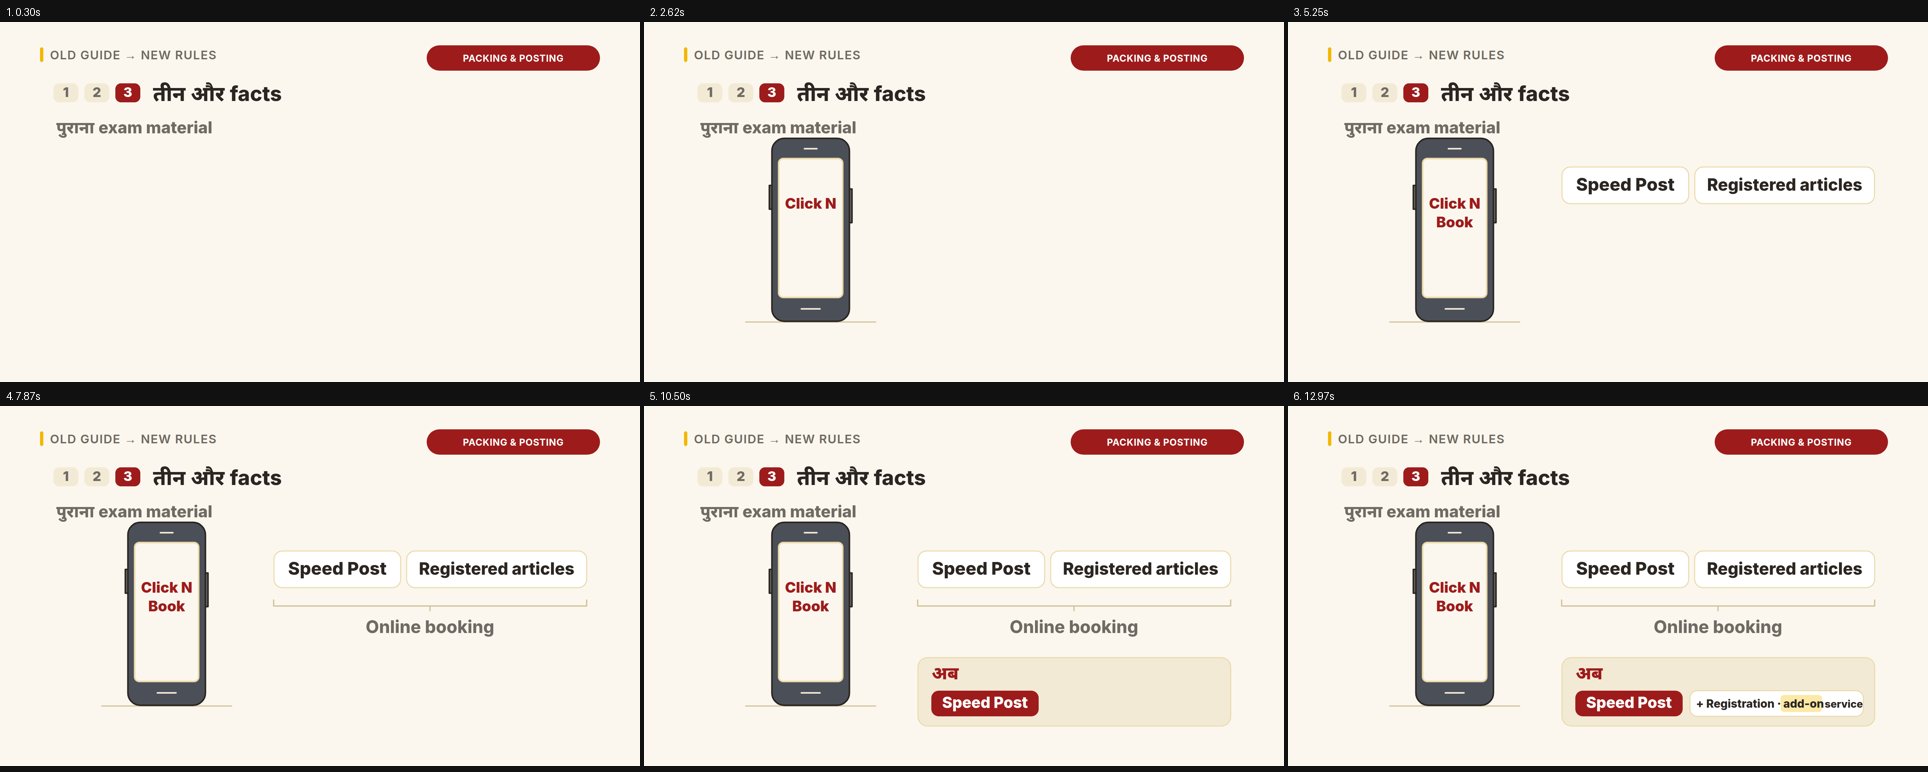 1. 0.30s
OLD GUIDE → NEW RULES
PACKING & POSTING
1 2 3 तीन और facts
पुराना exam material
2. 2.62s
OLD GUIDE → NEW RULES
PACKING & POSTING
1 2 3 तीन और facts
पुराना exam material
Click N
3. 5.25s
OLD GUIDE → NEW RULES
PACKING & POSTING
1 2 3 तीन और facts
पुराना exam material
Click N
Book
Speed Post
Registered articles
4. 7.87s
OLD GUIDE → NEW RULES
PACKING & POSTING
1 2 3 तीन और facts
पुराना exam material
Click N
Book
Speed Post
Registered articles
Online booking
5. 10.50s
OLD GUIDE → NEW RULES
PACKING & POSTING
1 2 3 तीन और facts
पुराना exam material
Click N
Book
Speed Post
Registered articles
Online booking
अब
Speed Post
6. 12.97s
OLD GUIDE → NEW RULES
PACKING & POSTING
1 2 3 तीन और facts
पुराना exam material
Click N
Book
Speed Post
Registered articles
Online booking
अब
Speed Post
+ Registration · add-on service